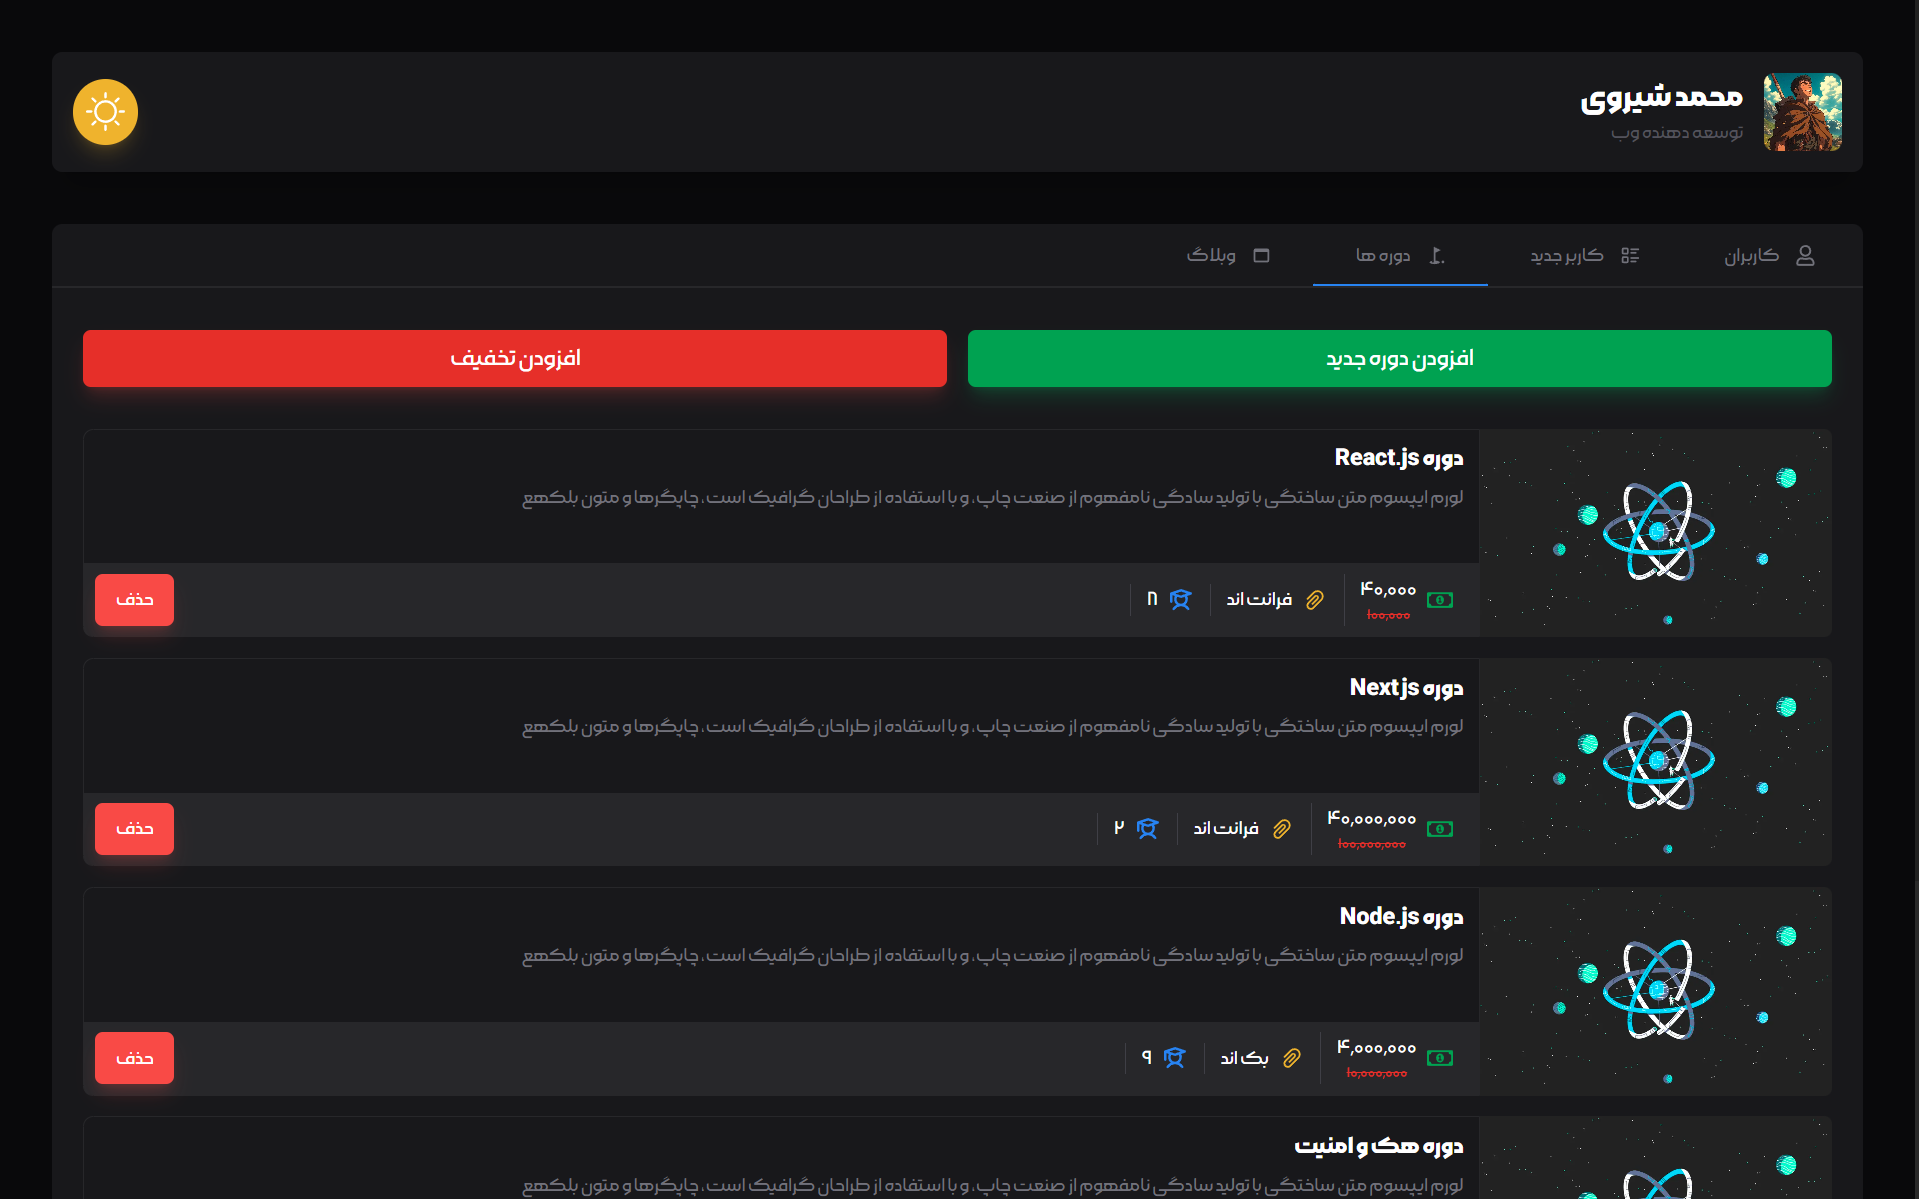 محمد شیروی
توسعه دهنده وب
کاربران
کاربر جدید
دوره ها
وبلاگ
افزودن دوره جدید
افزودن تخفیف
دوره React.js
لورم ایپسوم متن ساختگی با تولید سادگی نامفهوم از صنعت چاپ، و با استفاده از طراحان گرافیک است، چاپگرها و متون بلکهع
۴۰,۰۰۰
۱۰۰,۰۰۰
فرانت اند
۸
حذف
دوره Nextjs
لورم ایپسوم متن ساختگی با تولید سادگی نامفهوم از صنعت چاپ، و با استفاده از طراحان گرافیک است، چاپگرها و متون بلکهع
۴۰,۰۰۰,۰۰۰
۱۰۰,۰۰۰,۰۰۰
فرانت اند
۲
حذف
دوره Node.js
لورم ایپسوم متن ساختگی با تولید سادگی نامفهوم از صنعت چاپ، و با استفاده از طراحان گرافیک است، چاپگرها و متون بلکهع
۴,۰۰۰,۰۰۰
۱۰,۰۰۰,۰۰۰
بک اند
۹
حذف
دوره هک و امنیت
لورم ایپسوم متن ساختگی با تولید سادگی نامفهوم از صنعت چاپ، و با استفاده از طراحان گرافیک است، چاپگرها و متون بلکهع